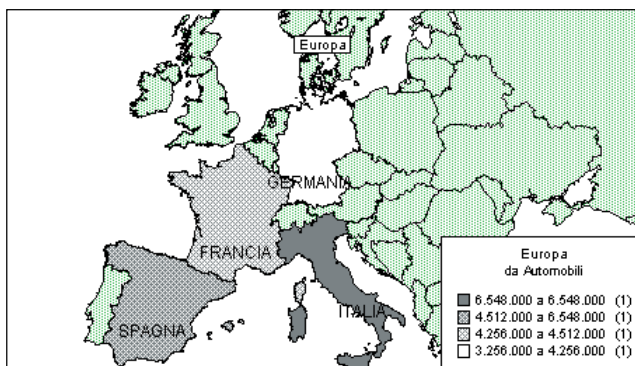 Europa
GERMANIA
FRANCIA
SPAGNA
ITALIA
Europa
da Automobili
6.548.000 a 6.548.000 (1)
4.512.000 a 6.548.000 (1)
4.256.000 a 4.512.000 (1)
3.256.000 a 4.256.000 (1)